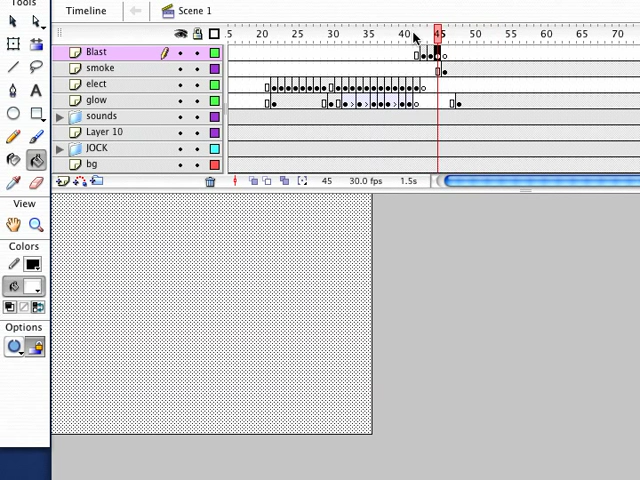 Tools
Timeline
Scene 1
5 20 25 30 35 40 45 50 55 60 65 70
Blast
smoke
elect
glow
sounds
Layer 10
JOCK
bg
45 30.0 fps 1.5s
A
View
Colors
Options